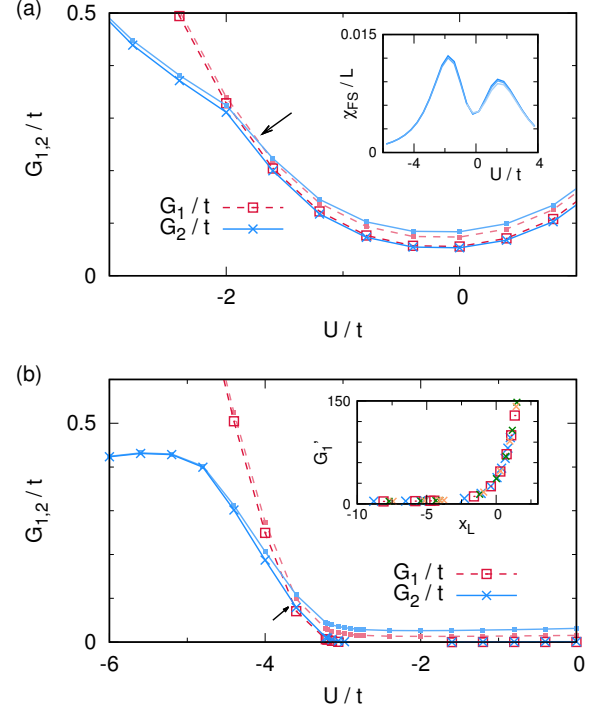 (a)
0.5
0
G1,2 / t
-2
0
U / t
G1 / t
G2 / t
0.015
0
χFS / L
-4
0
4
U / t
(b)
0.5
0
G1,2 / t
-6
-4
-2
0
U / t
G1 / t
G2 / t
150
0
G1'
-10
-5
0
xL